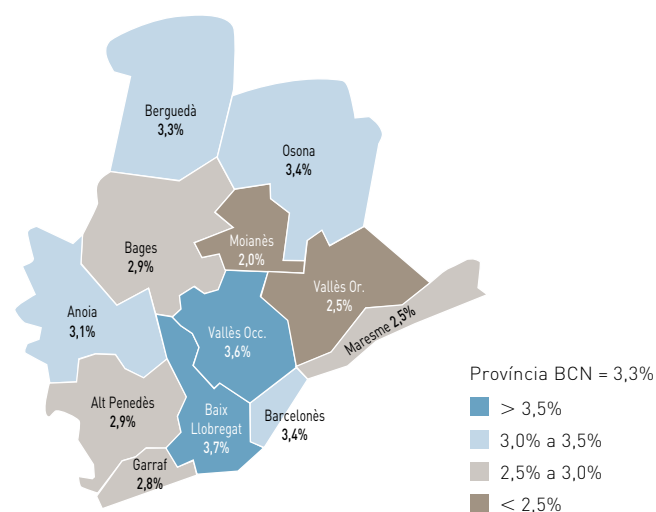 Berguedà
3,3%
Osona
3,4%
Bages
2,9%
Moianès
2,0%
Vallès Or.
2,5%
Maresme 2,5%
Anoia
3,1%
Vallès Occ.
3,6%
Alt Penedès
2,9%
Baix
Llobregat
3,7%
Barcelonès
3,4%
Garraf
2,8%
Província BCN = 3,3%
> 3,5%
3,0% a 3,5%
2,5% a 3,0%
< 2,5%